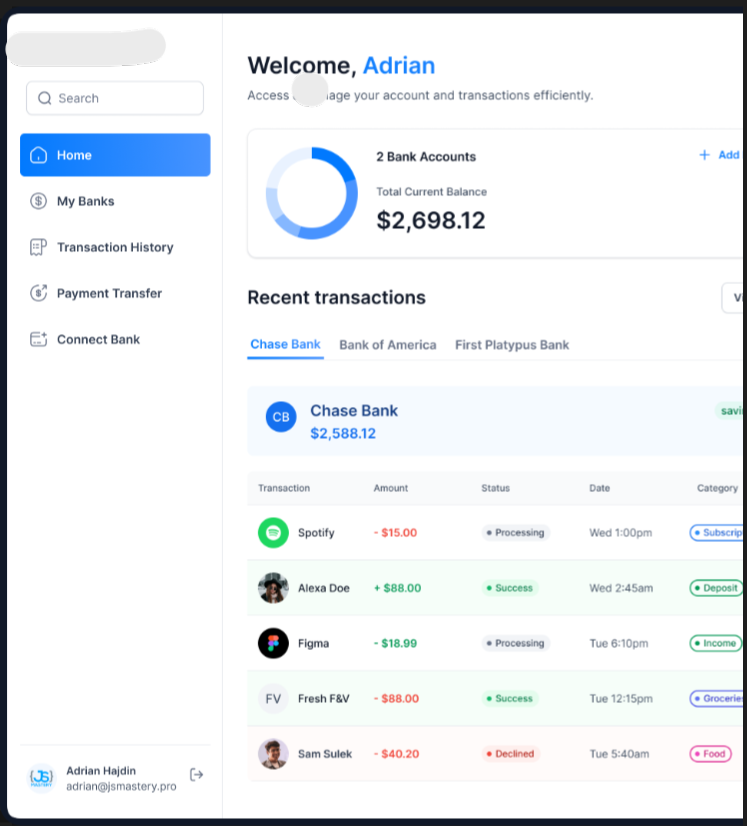 Welcome, Adrian
Access your account and transactions efficiently.
Search
Home
My Banks
Transaction History
Payment Transfer
Connect Bank
2 Bank Accounts
Add
Total Current Balance
$2,698.12
Recent transactions
Chase Bank Bank of America First Platypus Bank
CB Chase Bank
$2,588.12
Transaction Amount Status Date Category
Spotify - $15.00 Processing Wed 1:00pm
Alexa Doe + $88.00 Success Wed 2:45am Deposit
Figma - $18.99 Processing Tue 6:10pm Income
FV Fresh F&V - $88.00 Success Tue 12:15pm
Sam Sulek - $40.20 Declined Tue 5:40am Food
JS MASTERY
Adrian Hajdin
adrian@jsmastery.pro